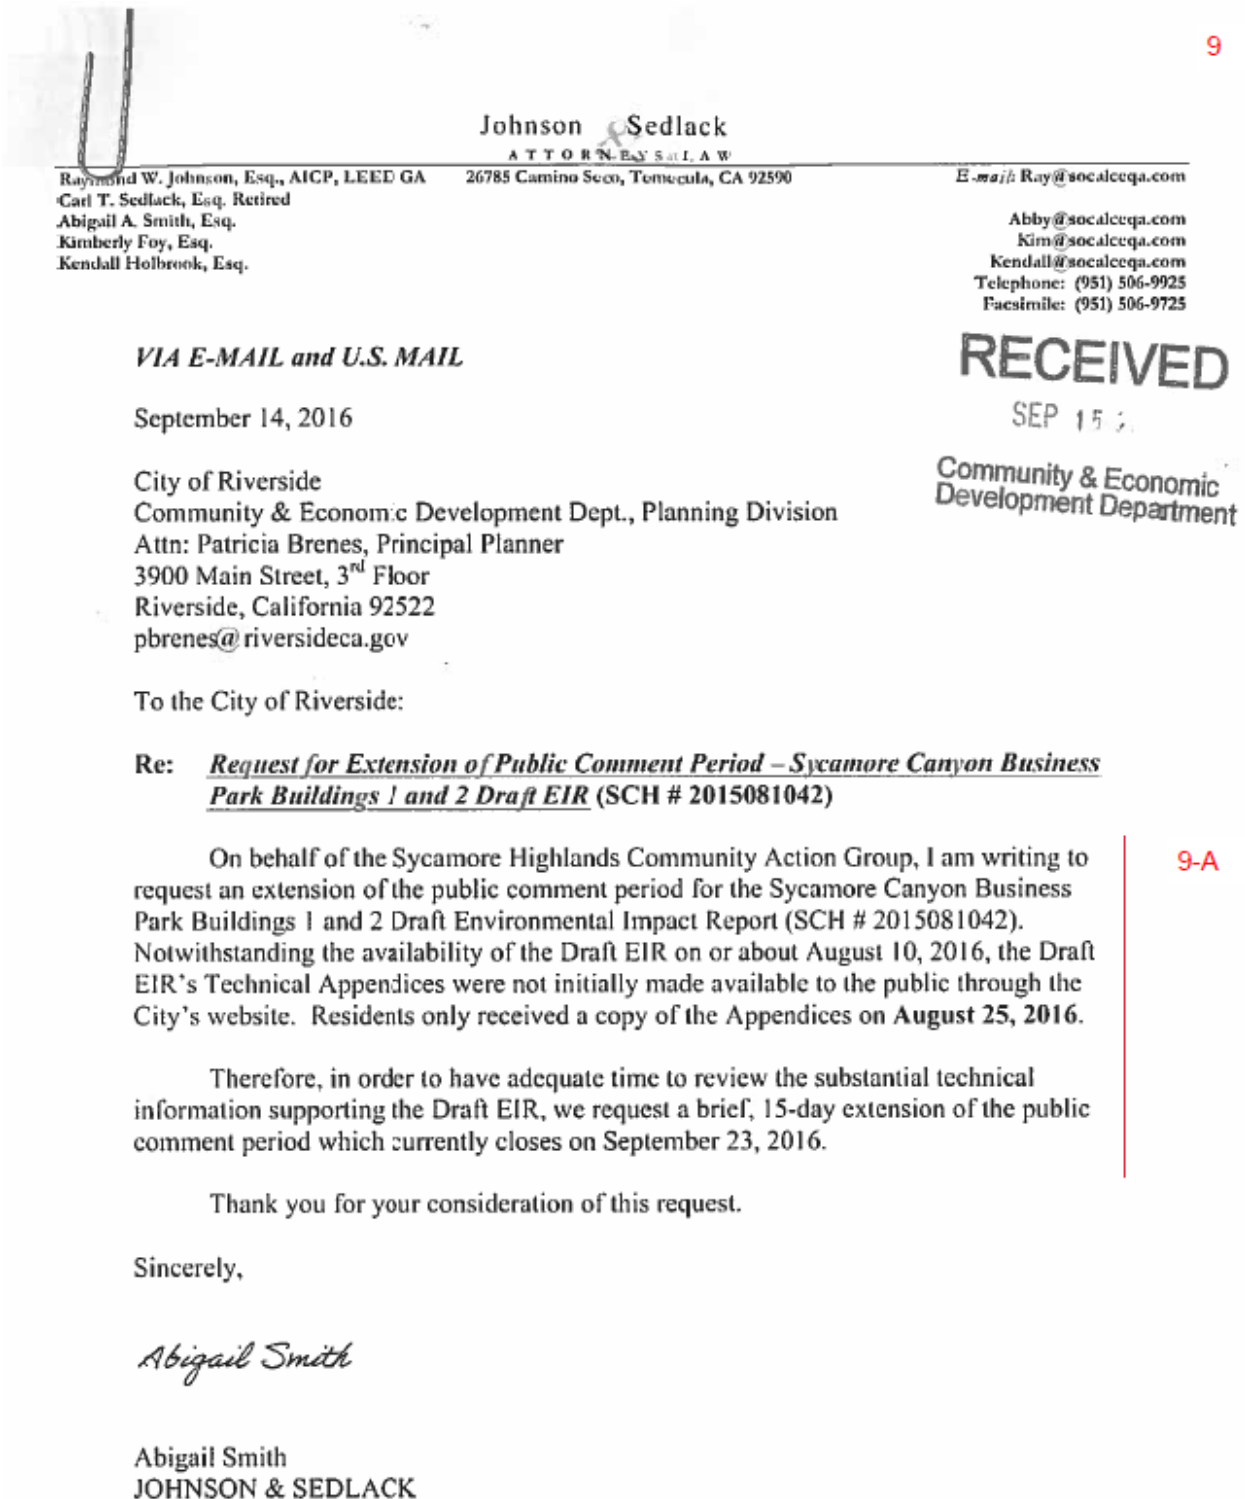 9
Johnson & Sedlack
ATTORNEYS at LAW
Raymond W. Johnson, Esq., AICP, LEED GA 26785 Camino Seco, Temecula, CA 92590 E-mail: Ray@socalceqa.com
Carl T. Sedlack, Esq. Retired
Abigail A. Smith, Esq. Abby@socalceqa.com
Kimberly Foy, Esq. Kim@socalceqa.com
Kendall Holbrook, Esq. Kendall@socalceqa.com
Telephone: (951) 506-9925
Facsimile: (951) 506-9725
VIA E-MAIL and U.S. MAIL
RECEIVED
September 14, 2016
SEP 15
Community & Economic
Development Department
City of Riverside
Community & Economic Development Dept., Planning Division
Attn: Patricia Brenes, Principal Planner
3900 Main Street, 3rd Floor
Riverside, California 92522
pbrenes@riversideca.gov
To the City of Riverside:
Re: Request for Extension of Public Comment Period – Sycamore Canyon Business
Park Buildings 1 and 2 Draft EIR (SCH # 2015081042)
9-A
On behalf of the Sycamore Highlands Community Action Group, I am writing to
request an extension of the public comment period for the Sycamore Canyon Business
Park Buildings 1 and 2 Draft Environmental Impact Report (SCH # 2015081042).
Notwithstanding the availability of the Draft EIR on or about August 10, 2016, the Draft
EIR's Technical Appendices were not initially made available to the public through the
City's website. Residents only received a copy of the Appendices on August 25, 2016.
Therefore, in order to have adequate time to review the substantial technical
information supporting the Draft EIR, we request a brief, 15-day extension of the public
comment period which currently closes on September 23, 2016.
Thank you for your consideration of this request.
Sincerely,
Abigail Smith
Abigail Smith
JOHNSON & SEDLACK